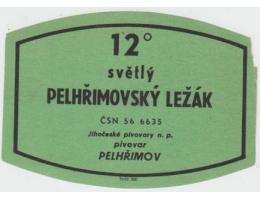 12°
světlý
PELHŘIMOVSKÝ LEŽÁK
ČSN 56 6635
Jihočeské pivovary n. p.
pivovar
PELHŘIMOV